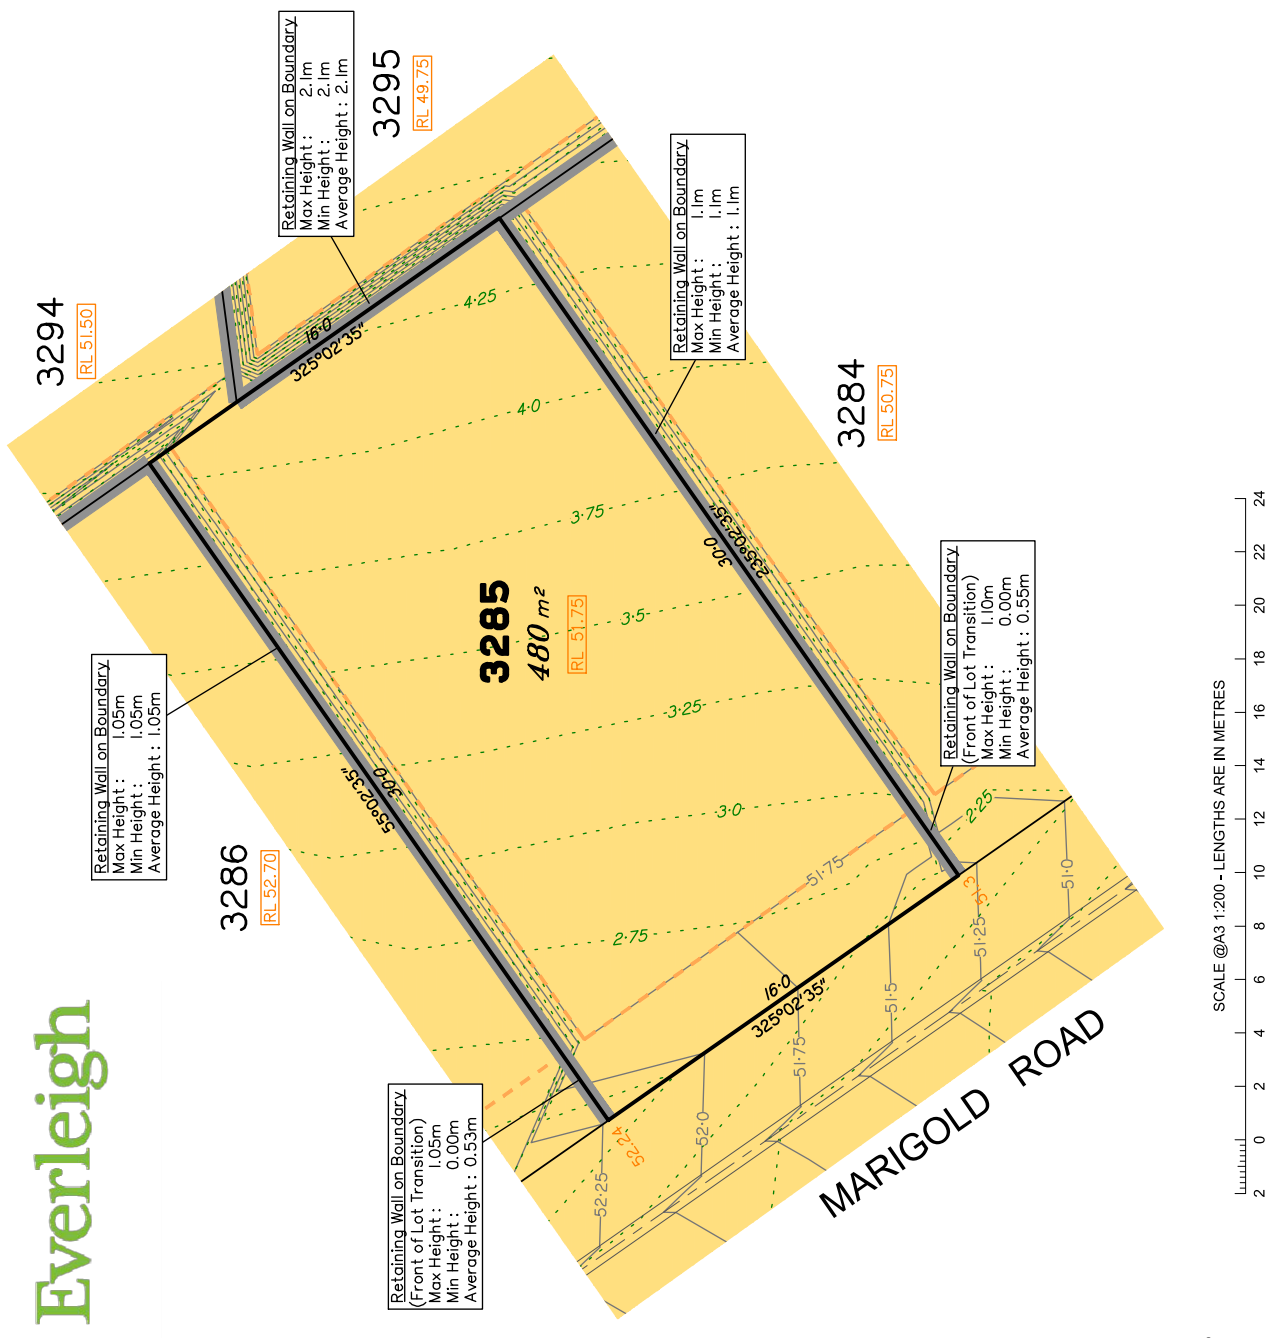 Everleigh
3294
RL 51.50
3295
RL 49.75
Retaining Wall on Boundary
Max Height : 2.1m
Min Height : 2.1m
Average Height : 2.1m
Retaining Wall on Boundary
Max Height : 1.1m
Min Height : 1.1m
Average Height : 1.1m
3284
RL 50.75
Retaining Wall on Boundary
(Front of Lot Transition)
Max Height : 1.10m
Min Height : 0.00m
Average Height : 0.55m
Retaining Wall on Boundary
Max Height : 1.05m
Min Height : 1.05m
Average Height : 1.05m
3286
RL 52.70
Retaining Wall on Boundary
(Front of Lot Transition)
Max Height : 1.05m
Min Height : 0.00m
Average Height : 0.53m
3285
480 m²
RL 51.75
16·0
325°02'35"
30·0
235°02'35"
55°02'35"
30·0
16·0
325°02'35"
4·25
4·0
3·75
3·5
3·25
3·0
2·75
2·25
51·75
52·25
52·0
51·75
51·5
51·25
51·0
52.24
51.3
MARIGOLD ROAD
SCALE @A3 1:200 - LENGTHS ARE IN METRES
2 0 2 4 6 8 10 12 14 16 18 20 22 24